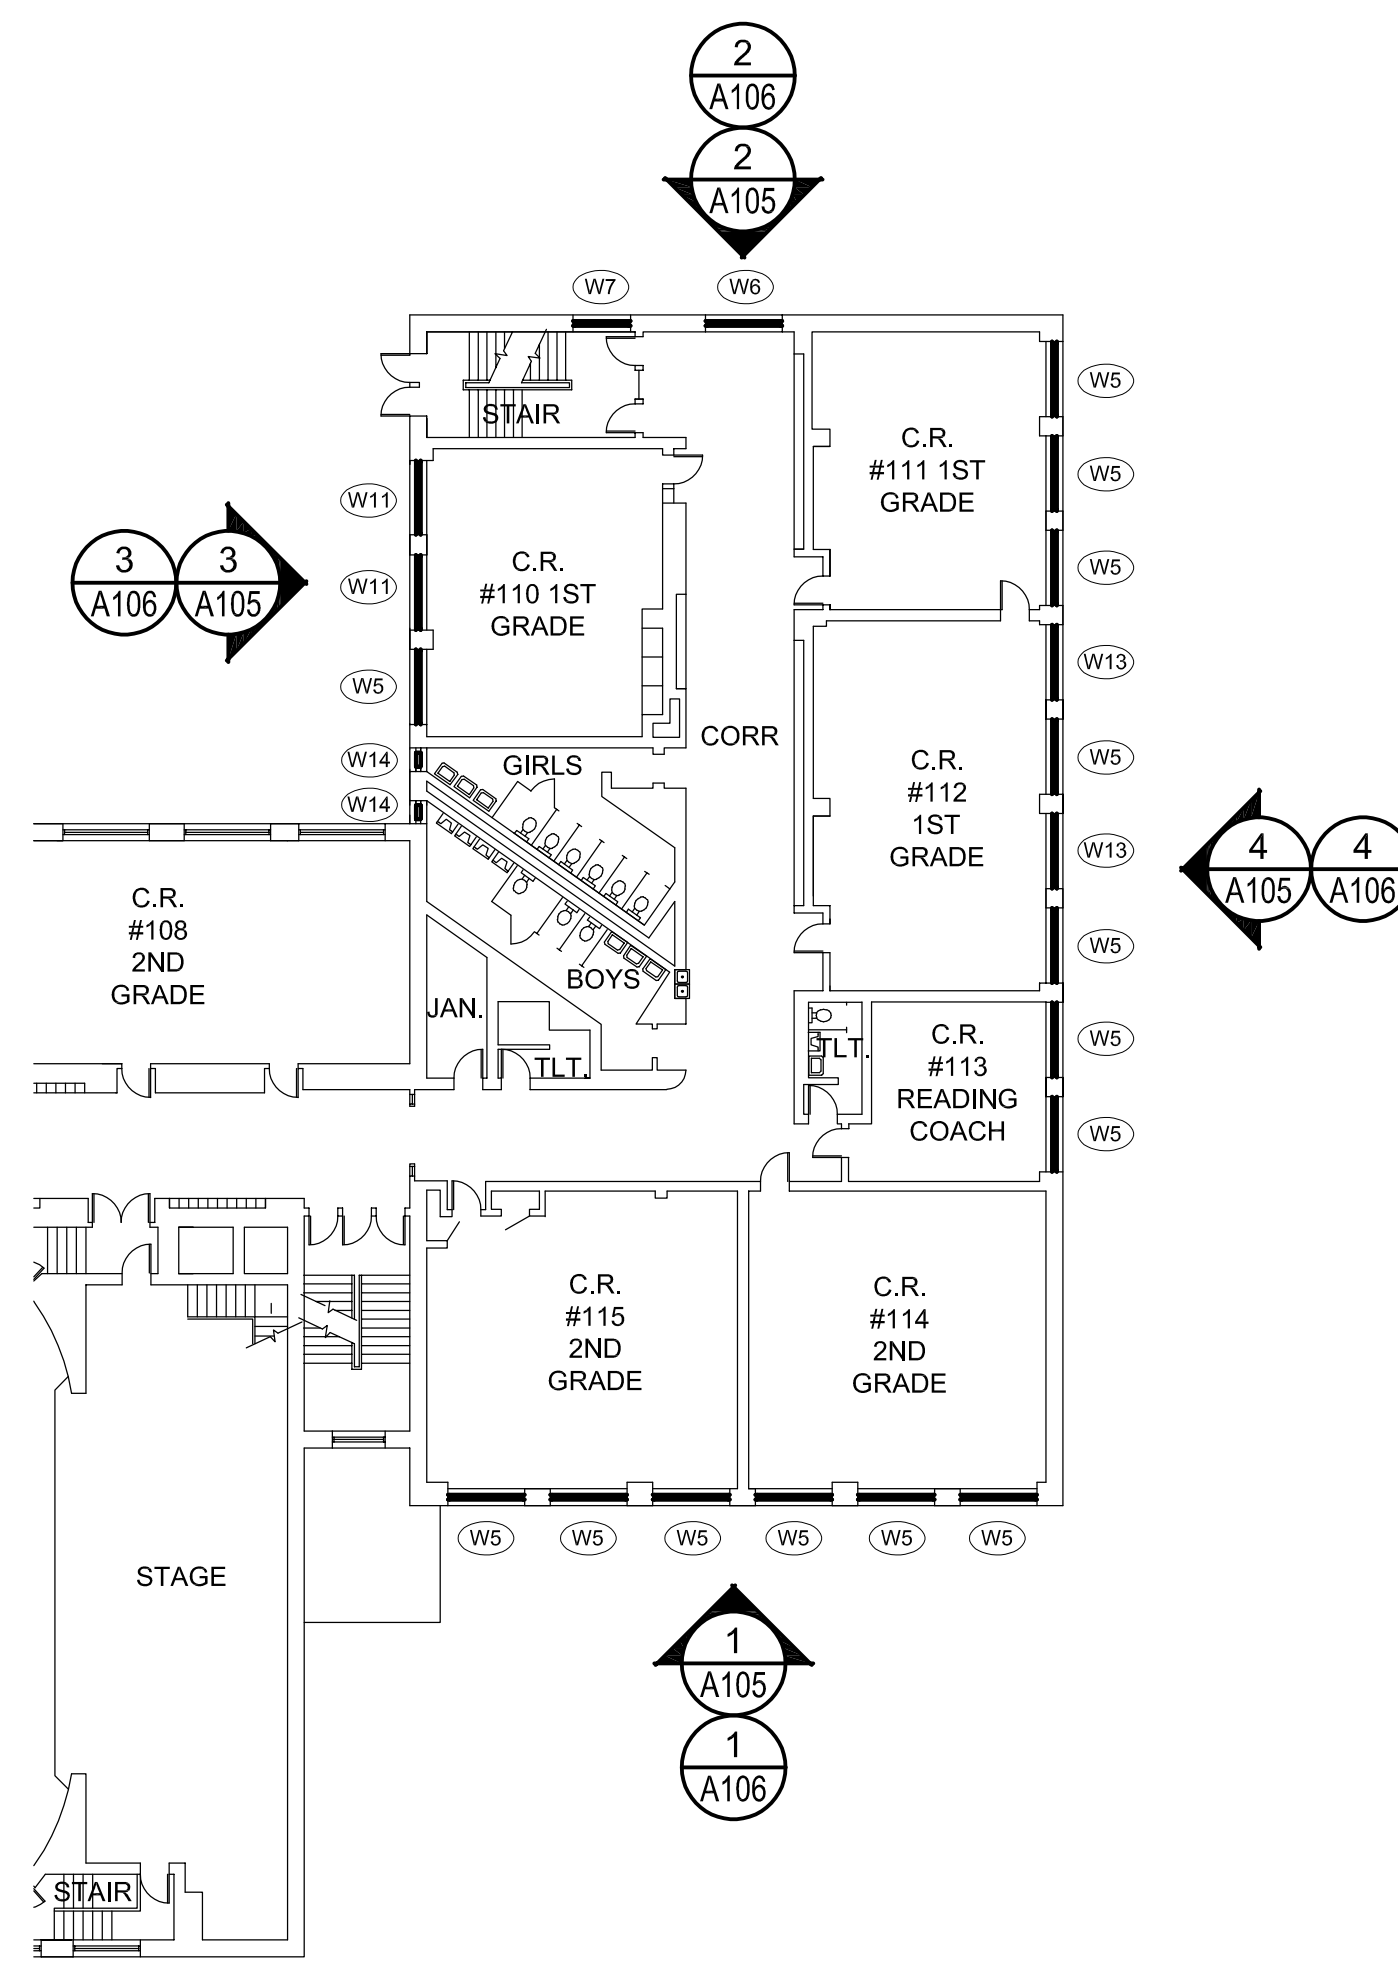 2
A106
2
A105
W7
W6
W5
STAIR
C.R.
#111 1ST
GRADE
W5
W11
W5
3
A106
3
A105
W11
C.R.
#110 1ST
GRADE
W5
W13
CORR
W14
GIRLS
W14
C.R.
#112
1ST
GRADE
W5
W13
4
A105
4
A106
W5
C.R.
#108
2ND
GRADE
BOYS
JAN.
TLT.
TLT.
C.R.
#113
READING
COACH
W5
W5
C.R.
#115
2ND
GRADE
C.R.
#114
2ND
GRADE
W5
W5
W5
W5
W5
W5
STAGE
1
A105
1
A106
STAIR